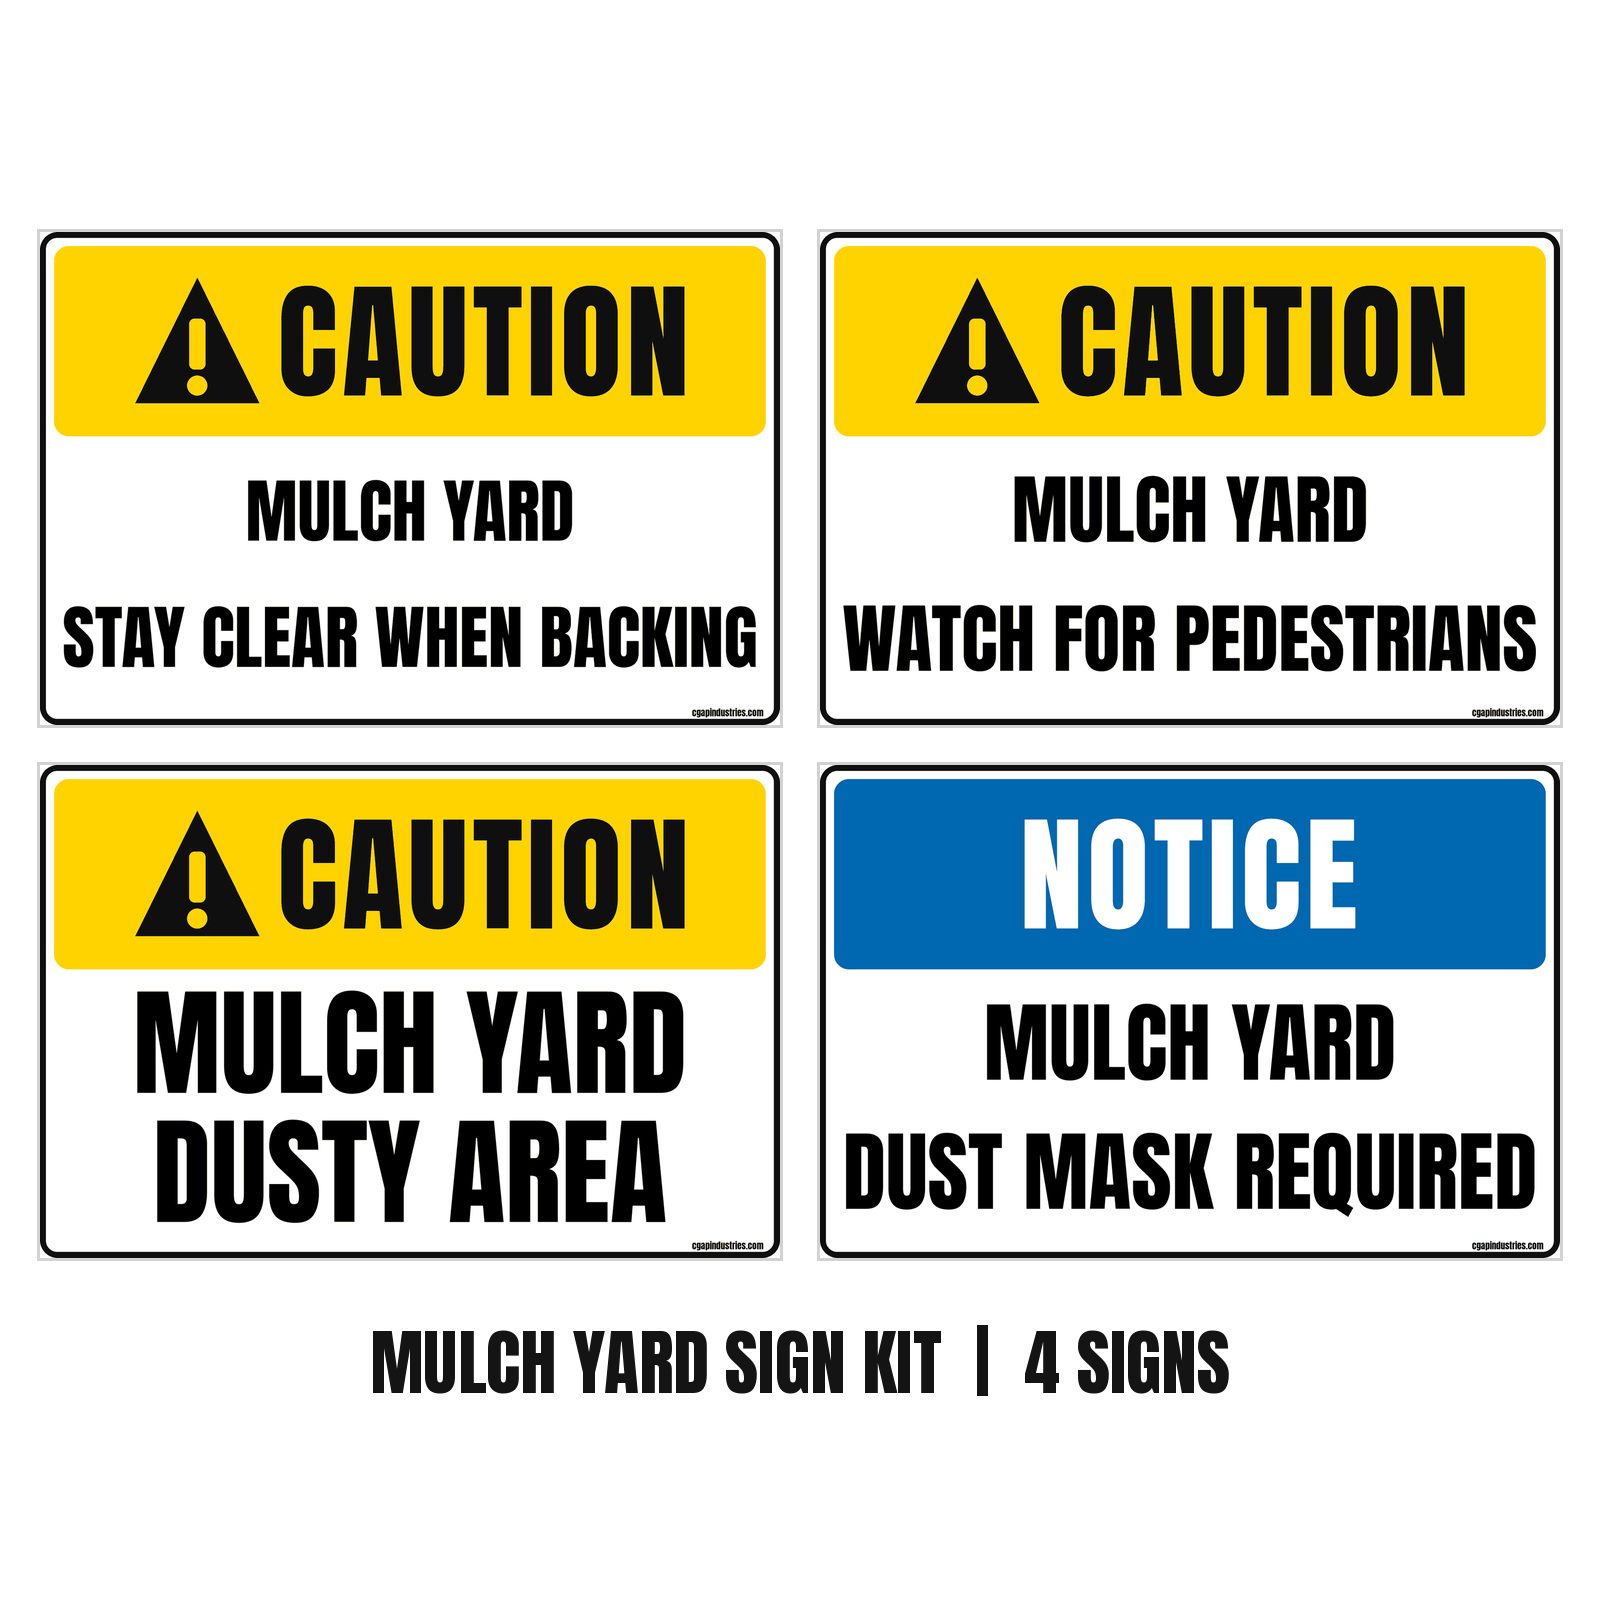 CAUTION
MULCH YARD
STAY CLEAR WHEN BACKING
cgapindustries.com
CAUTION
MULCH YARD
WATCH FOR PEDESTRIANS
cgapindustries.com
CAUTION
MULCH YARD
DUSTY AREA
cgapindustries.com
NOTICE
MULCH YARD
DUST MASK REQUIRED
cgapindustries.com
MULCH YARD SIGN KIT | 4 SIGNS